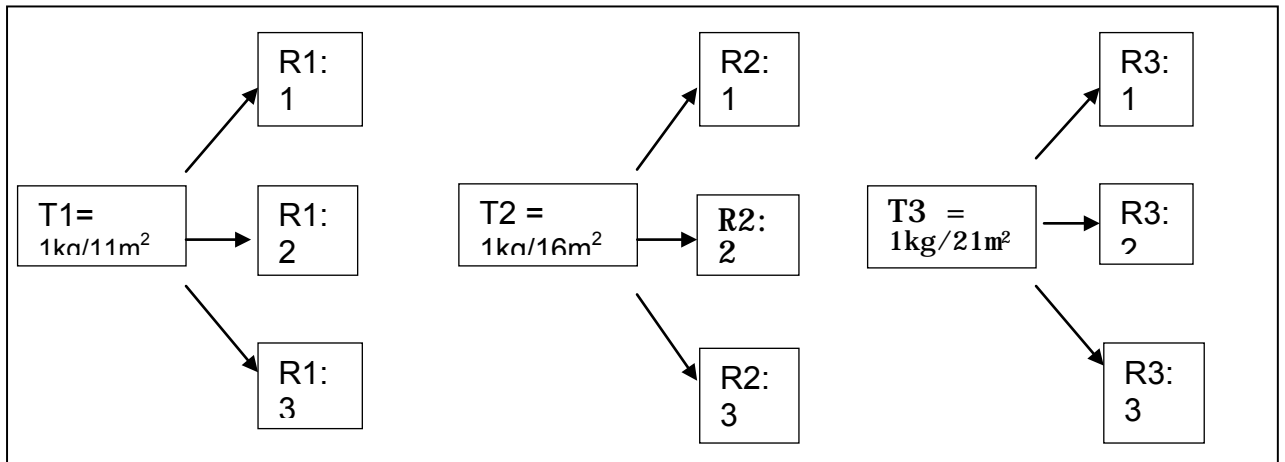 R1:
1
R2:
1
R3:
1
T1=
1kg/11m²
R1:
2
T2 =
1kg/16m²
R2:
2
T3 =
1kg/21m²
R3:
2
R1:
3
R2:
3
R3:
3